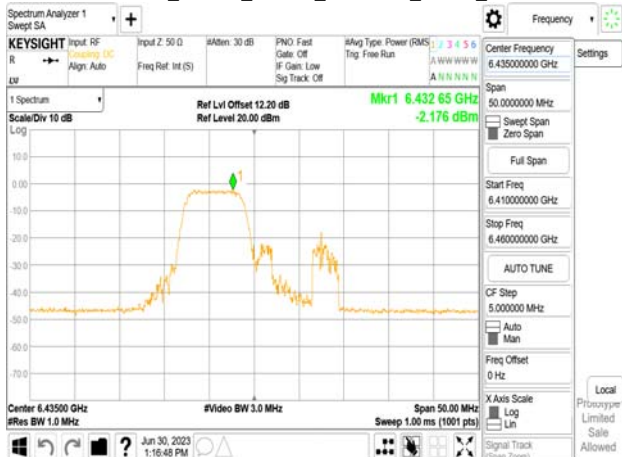 Spectrum Analyzer 1
Swept SA
+
Frequency
KEYSIGHT
R
Input: RF
Coupling: DC
Align: Auto
Input Z: 50 Ω
Freq Ref: Int (S)
#Atten: 30 dB
PNO: Fast
Gate: Off
IF Gain: Low
Sig Track: Off
#Avg Type: Power (RMS
Trig: Free Run
1 2 3 4 5 6
A W W W W W
A N N N N N
Center Frequency
6.435000000 GHz
Settings
Span
50.0000000 MHz
Swept Span
Zero Span
Full Span
Start Freq
6.410000000 GHz
Stop Freq
6.460000000 GHz
AUTO TUNE
CF Step
5.000000 MHz
Auto
Man
Freq Offset
0 Hz
X Axis Scale
Log
Lin
Signal Track
(Span Zoom)
Local
Prototype
Limited
Sale
Allowed
1 Spectrum
Scale/Div 10 dB
Log
Ref Lvl Offset 12.20 dB
Ref Level 20.00 dBm
Mkr1 6.432 65 GHz
-2.176 dBm
1
10.0
0.00
-10.0
-20.0
-30.0
-40.0
-50.0
-60.0
-70.0
Center 6.43500 GHz
#Res BW 1.0 MHz
#Video BW 3.0 MHz
Span 50.00 MHz
Sweep 1.00 ms (1001 pts)
?
Jun 30, 2023
1:16:48 PM